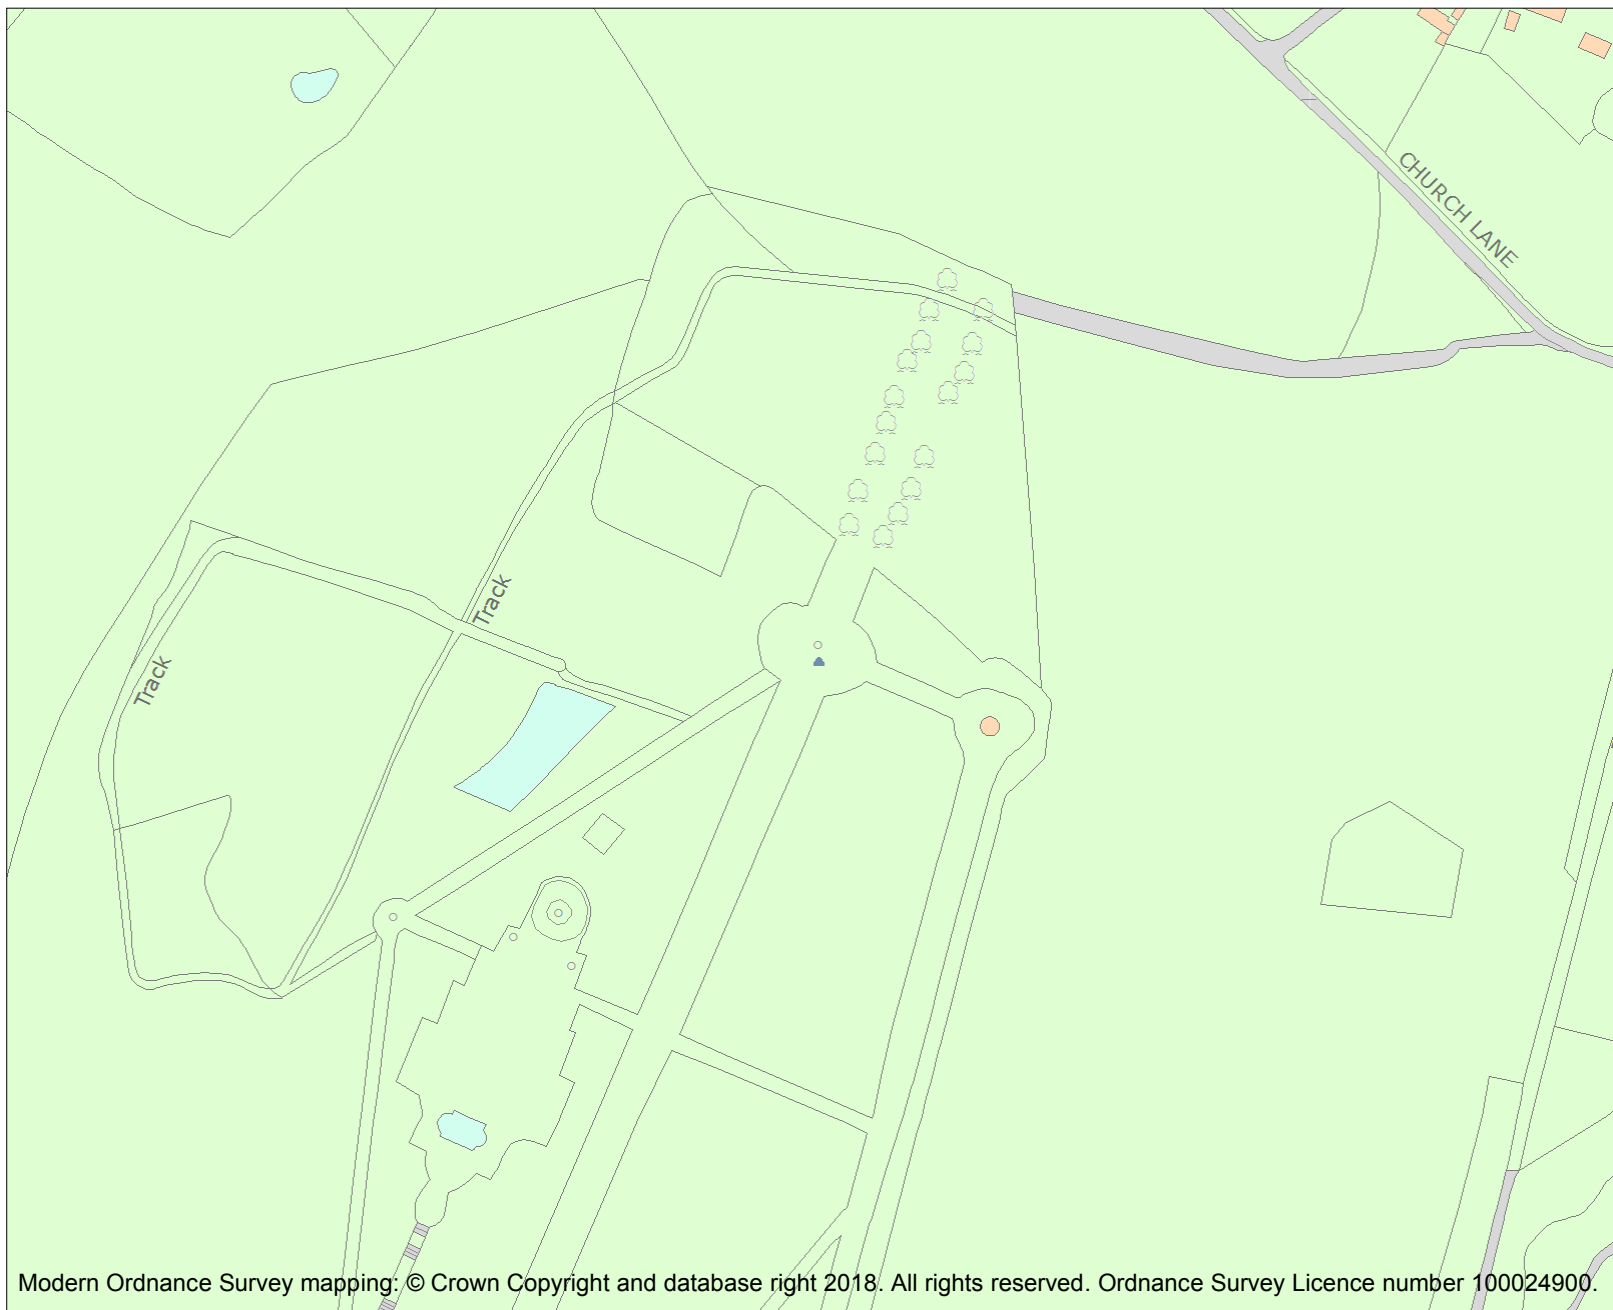 CHURCH LANE
Track
Track
Modern Ordnance Survey mapping: © Crown Copyright and database right 2018. All rights reserved. Ordnance Survey Licence number 100024900.